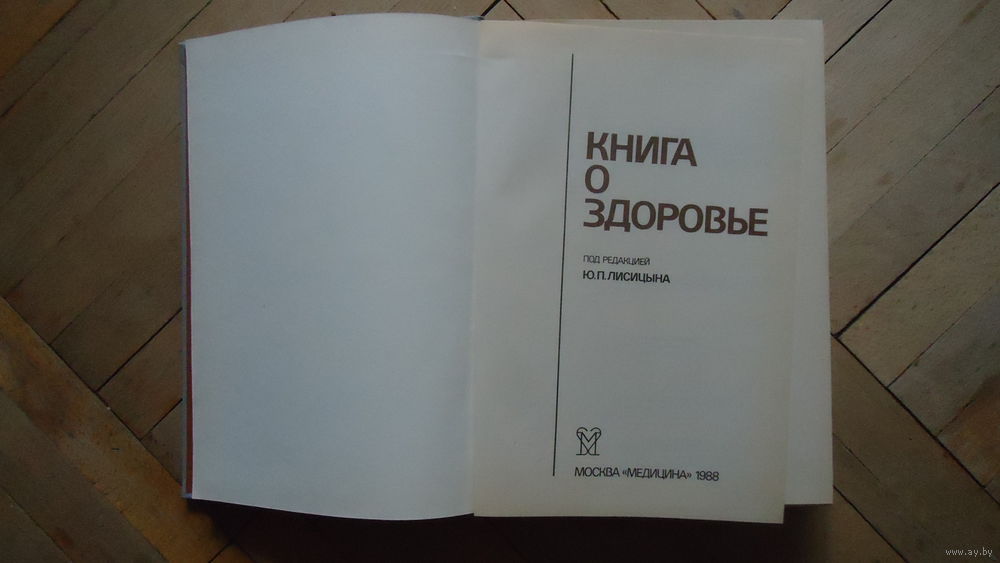 КНИГА
О
ЗДОРОВЬЕ
ПОД РЕДАКЦИЕЙ
Ю.П.ЛИСИЦЫНА
МОСКВА «МЕДИЦИНА» 1988
www.ay.by